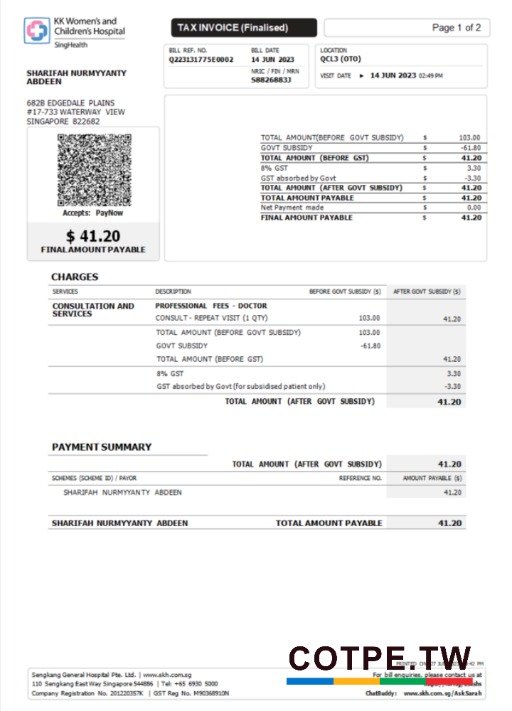 KK Women's and
Children's Hospital
SingHealth
TAX INVOICE (Finalised)
Page 1 of 2
BILL REF. NO. BILL DATE
Q223131775E0002 14 JUN 2023
NRIC / FIN / MRN
S8826883J
LOCATION
QCL3 (OTO)
VISIT DATE ► 14 JUN 2023 02:49 PM
SHARIFAH NURMYYANTY
ABDEEN
682B EDGEDALE PLAINS
#17-733 WATERWAY VIEW
SINGAPORE 822682
Accepts: PayNow
$ 41.20
FINAL AMOUNT PAYABLE
TOTAL AMOUNT(BEFORE GOVT SUBSIDY) $ 103.00
GOVT SUBSIDY $ -61.80
TOTAL AMOUNT (BEFORE GST) $ 41.20
8% GST $ 3.30
GST absorbed by Govt $ -3.30
TOTAL AMOUNT (AFTER GOVT SUBSIDY) $ 41.20
TOTAL AMOUNT PAYABLE $ 41.20
Net Payment made $ 0.00
FINAL AMOUNT PAYABLE $ 41.20
CHARGES
SERVICES DESCRIPTION BEFORE GOVT SUBSIDY ($) AFTER GOVT SUBSIDY ($)
CONSULTATION AND
SERVICES
PROFESSIONAL FEES - DOCTOR
CONSULT - REPEAT VISIT (1 QTY) 103.00 41.20
TOTAL AMOUNT (BEFORE GOVT SUBSIDY) 103.00
GOVT SUBSIDY -61.80
TOTAL AMOUNT (BEFORE GST) 41.20
8% GST 3.30
GST absorbed by Govt (for subsidised patient only) -3.30
TOTAL AMOUNT (AFTER GOVT SUBSIDY) 41.20
PAYMENT SUMMARY
TOTAL AMOUNT (AFTER GOVT SUBSIDY) 41.20
SCHEMES (SCHEME ID) / PAYOR REFERENCE NO. AMOUNT PAYABLE ($)
SHARIFAH NURMYYANTY ABDEEN 41.20
SHARIFAH NURMYYANTY ABDEEN TOTAL AMOUNT PAYABLE 41.20
COTPE.TW
Sengkang General Hospital Pte. Ltd. | www.skh.com.sg
110 Sengkang East Way Singapore 544886 | Tel: +65 6930 5000
Company Registration No. 201220357K | GST Reg No. M90368910N
For bill enquiries, please contact us at
ChatBuddy: www.skh.com.sg/AskSarah